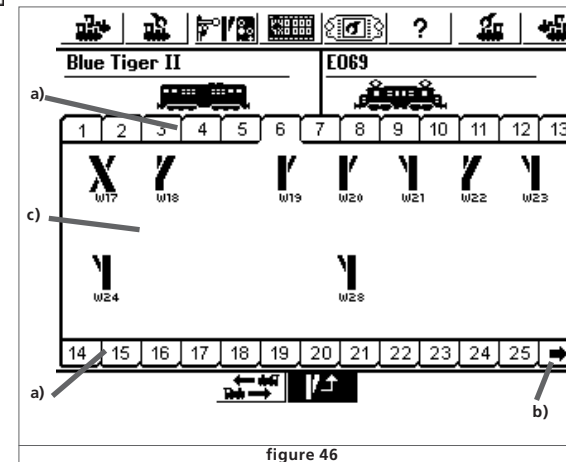 ?
Blue Tiger II E069
a)
1 2 3 4 5 6 7 8 9 10 11 12 13
W17 W18 W19 W20 W21 W22 W23
c)
W24 W28
14 15 16 17 18 19 20 21 22 23 24 25
a)
b)
figure 46